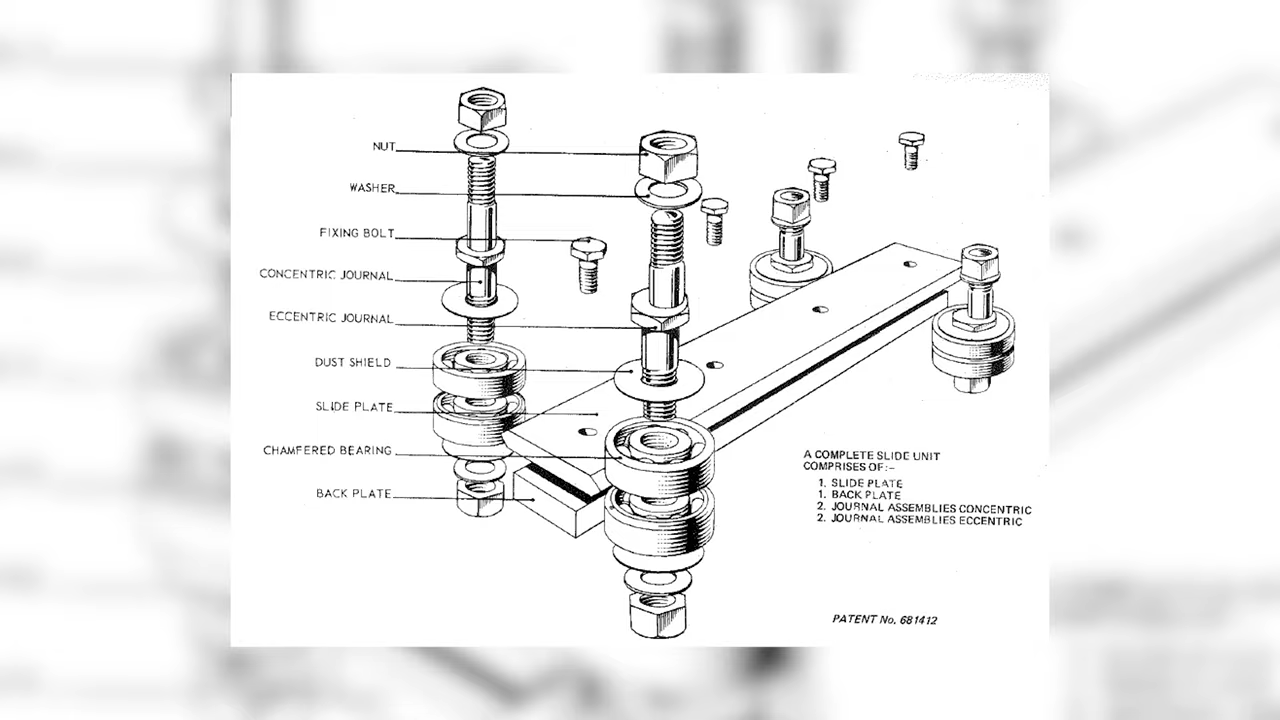 NUT
WASHER
FIXING BOLT
CONCENTRIC JOURNAL
ECCENTRIC JOURNAL
DUST SHIELD
SLIDE PLATE
CHAMFERED BEARING
BACK PLATE
A COMPLETE SLIDE UNIT
COMPRISES OF:-
1. SLIDE PLATE
1. BACK PLATE
2. JOURNAL ASSEMBLIES CONCENTRIC
2. JOURNAL ASSEMBLIES ECCENTRIC
PATENT No. 681412